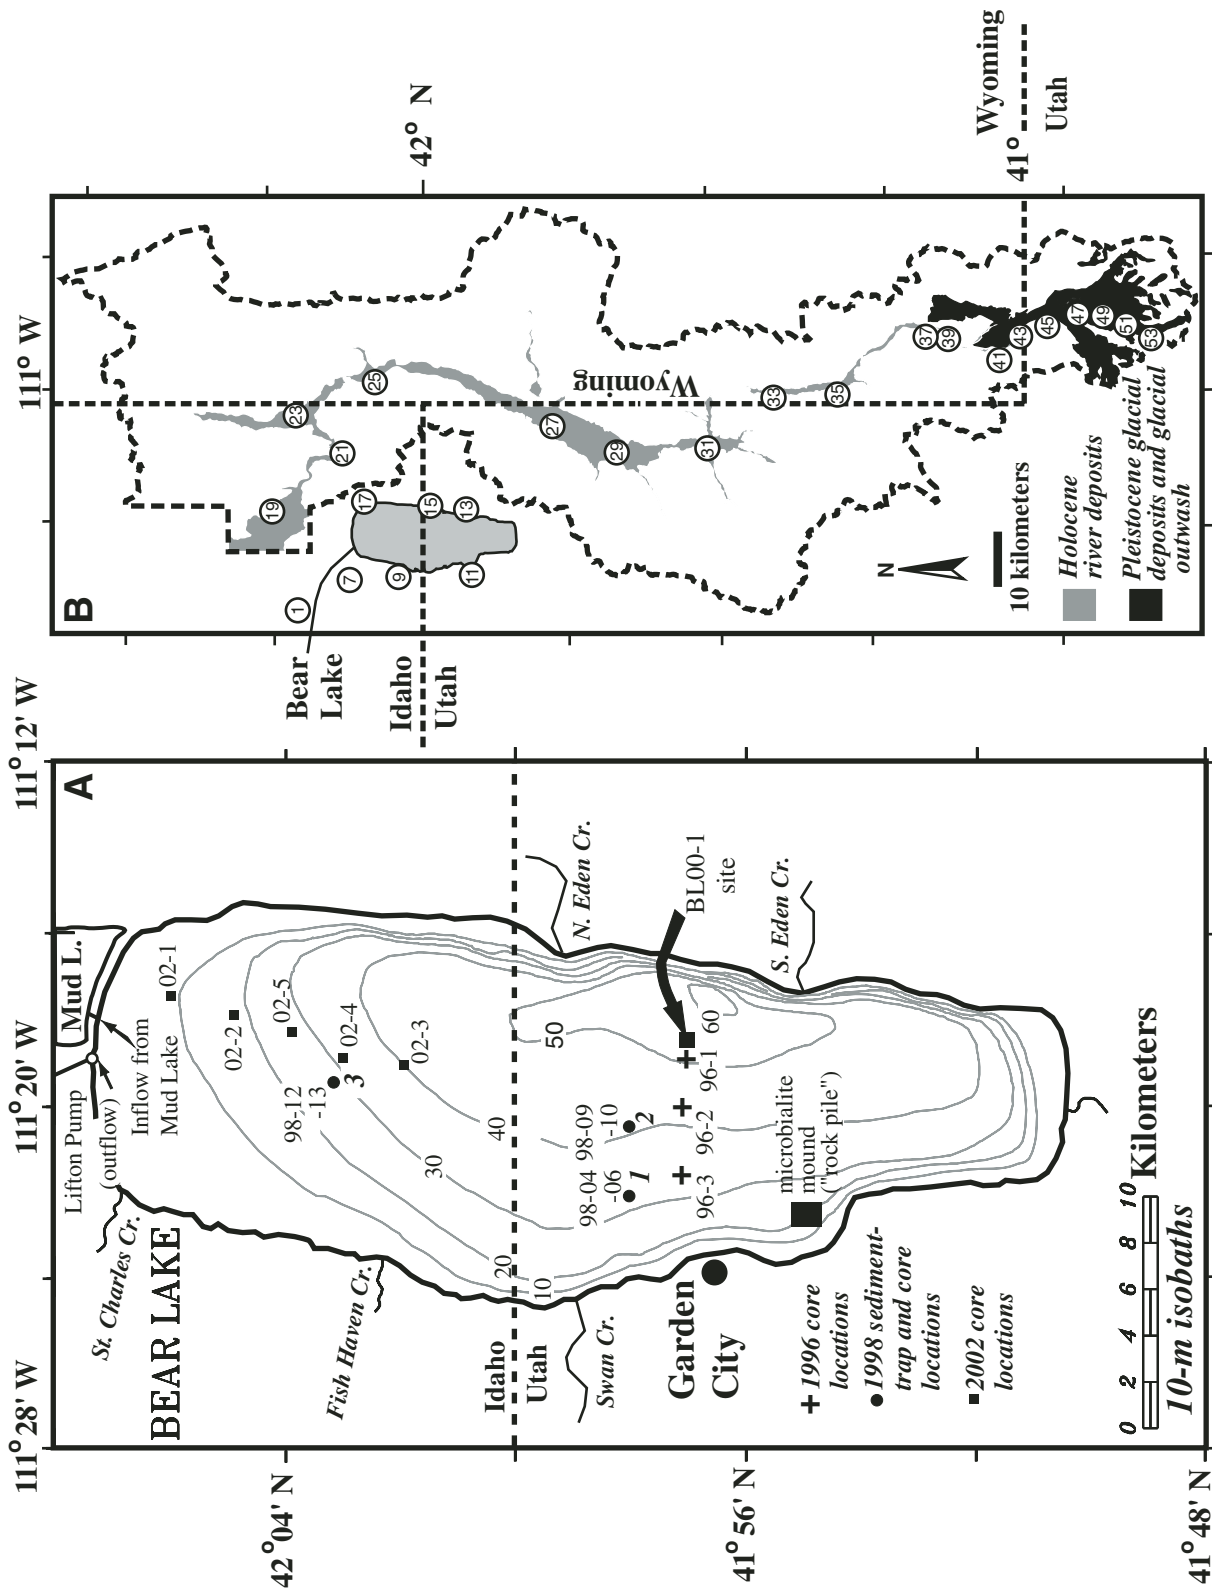 A
111° 28' W
111° 20' W
111° 12' W
42° 04' N
41° 56' N
41° 48' N
BEAR LAKE
St. Charles Cr.
Fish Haven Cr.
Lifton Pump
(outflow)
Mud L.
Inflow from
Mud Lake
02-1
02-2
02-5
02-4
02-3
98-12
-13
3
Idaho
Utah
10
20
30
40
50
60
N. Eden Cr.
S. Eden Cr.
Swan Cr.
BL00-1
site
98-09
-10
2
98-04
-06
1
96-1
96-2
96-3
Garden
City
microbialite
mound
("rock pile")
1996 core
locations
1998 sediment-
trap and core
locations
2002 core
locations
0 2 4 6 8 10
Kilometers
10-m isobaths
B
111° W
42° N
41°
Bear
Lake
Idaho
Utah
Wyoming
Wyoming
Utah
1
7
9
11
13
15
17
19
21
23
25
27
29
31
33
35
37
39
41
43
45
47
49
51
53
N
10 kilometers
Holocene
river deposits
Pleistocene glacial
deposits and glacial
outwash